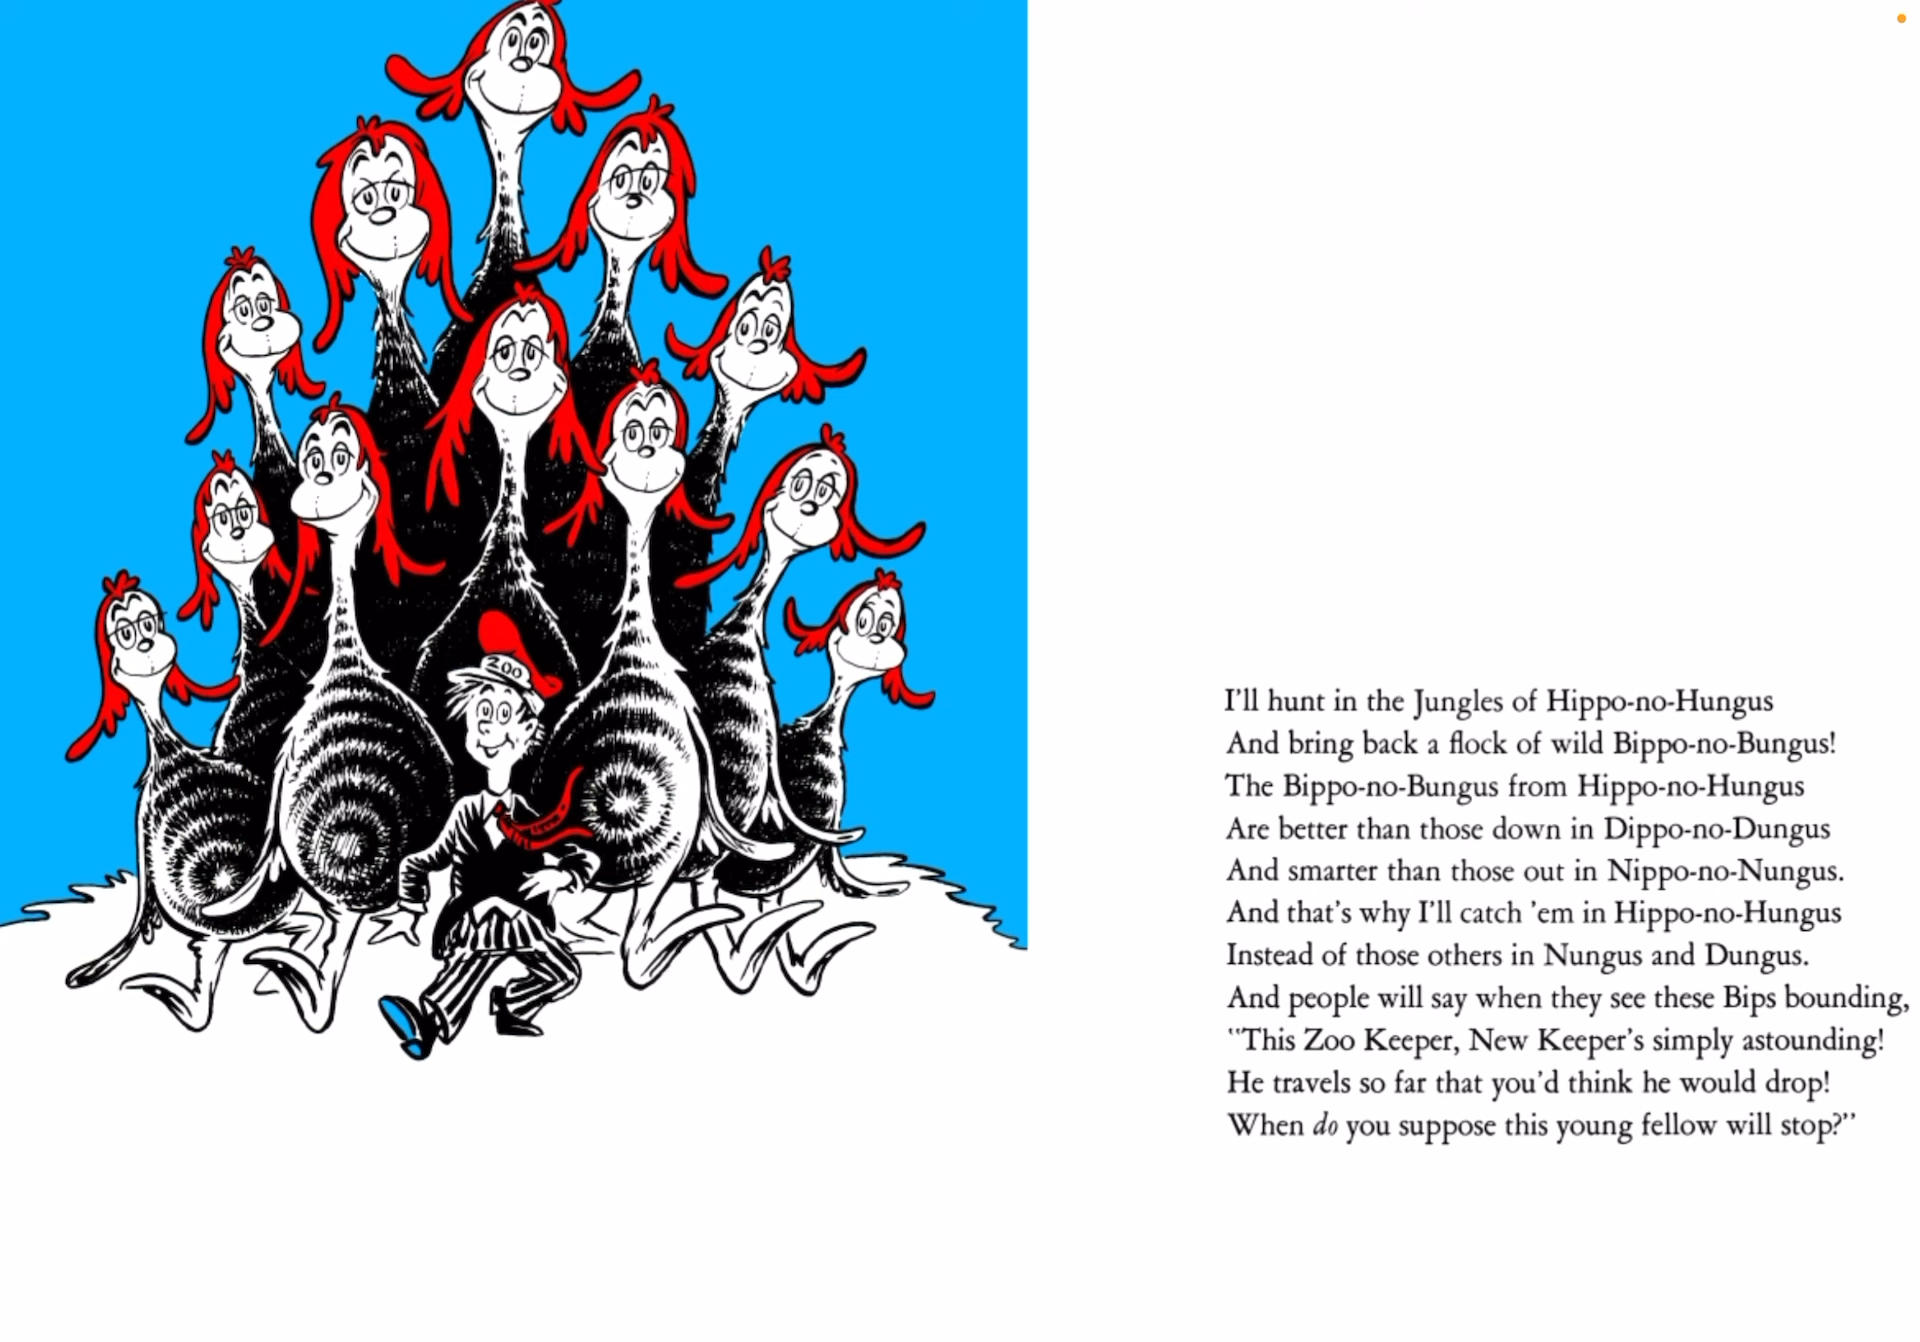 ZOO
I'll hunt in the Jungles of Hippo-no-Hungus
And bring back a flock of wild Bippo-no-Bungus!
The Bippo-no-Bungus from Hippo-no-Hungus
Are better than those down in Dippo-no-Dungus
And smarter than those out in Nippo-no-Nungus.
And that's why I'll catch 'em in Hippo-no-Hungus
Instead of those others in Nungus and Dungus.
And people will say when they see these Bips bounding,
"This Zoo Keeper, New Keeper's simply astounding!
He travels so far that you'd think he would drop!
When do you suppose this young fellow will stop?"